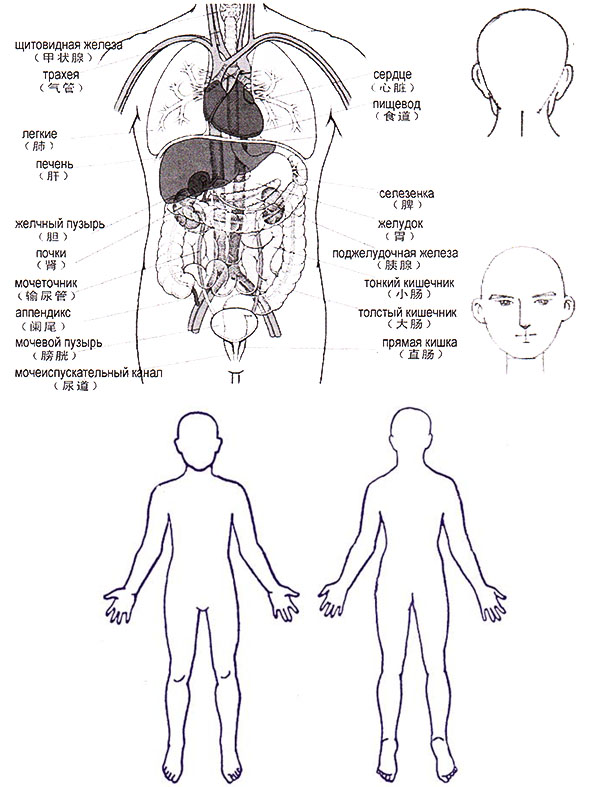 щитовидная железа
（甲状腺）
трахея
（气管）
легкие
（肺）
печень
（肝）
желчный пузырь
（胆）
почки
（肾）
мочеточник
（输尿管）
аппендикс
（阑尾）
мочевой пузырь
（膀胱）
мочеиспускательный канал
（尿道）
сердце
（心脏）
пищевод
（食道）
селезенка
（脾）
желудок
（胃）
поджелудочная железа
（胰腺）
тонкий кишечник
（小肠）
толстый кишечник
（大肠）
прямая кишка
（直肠）